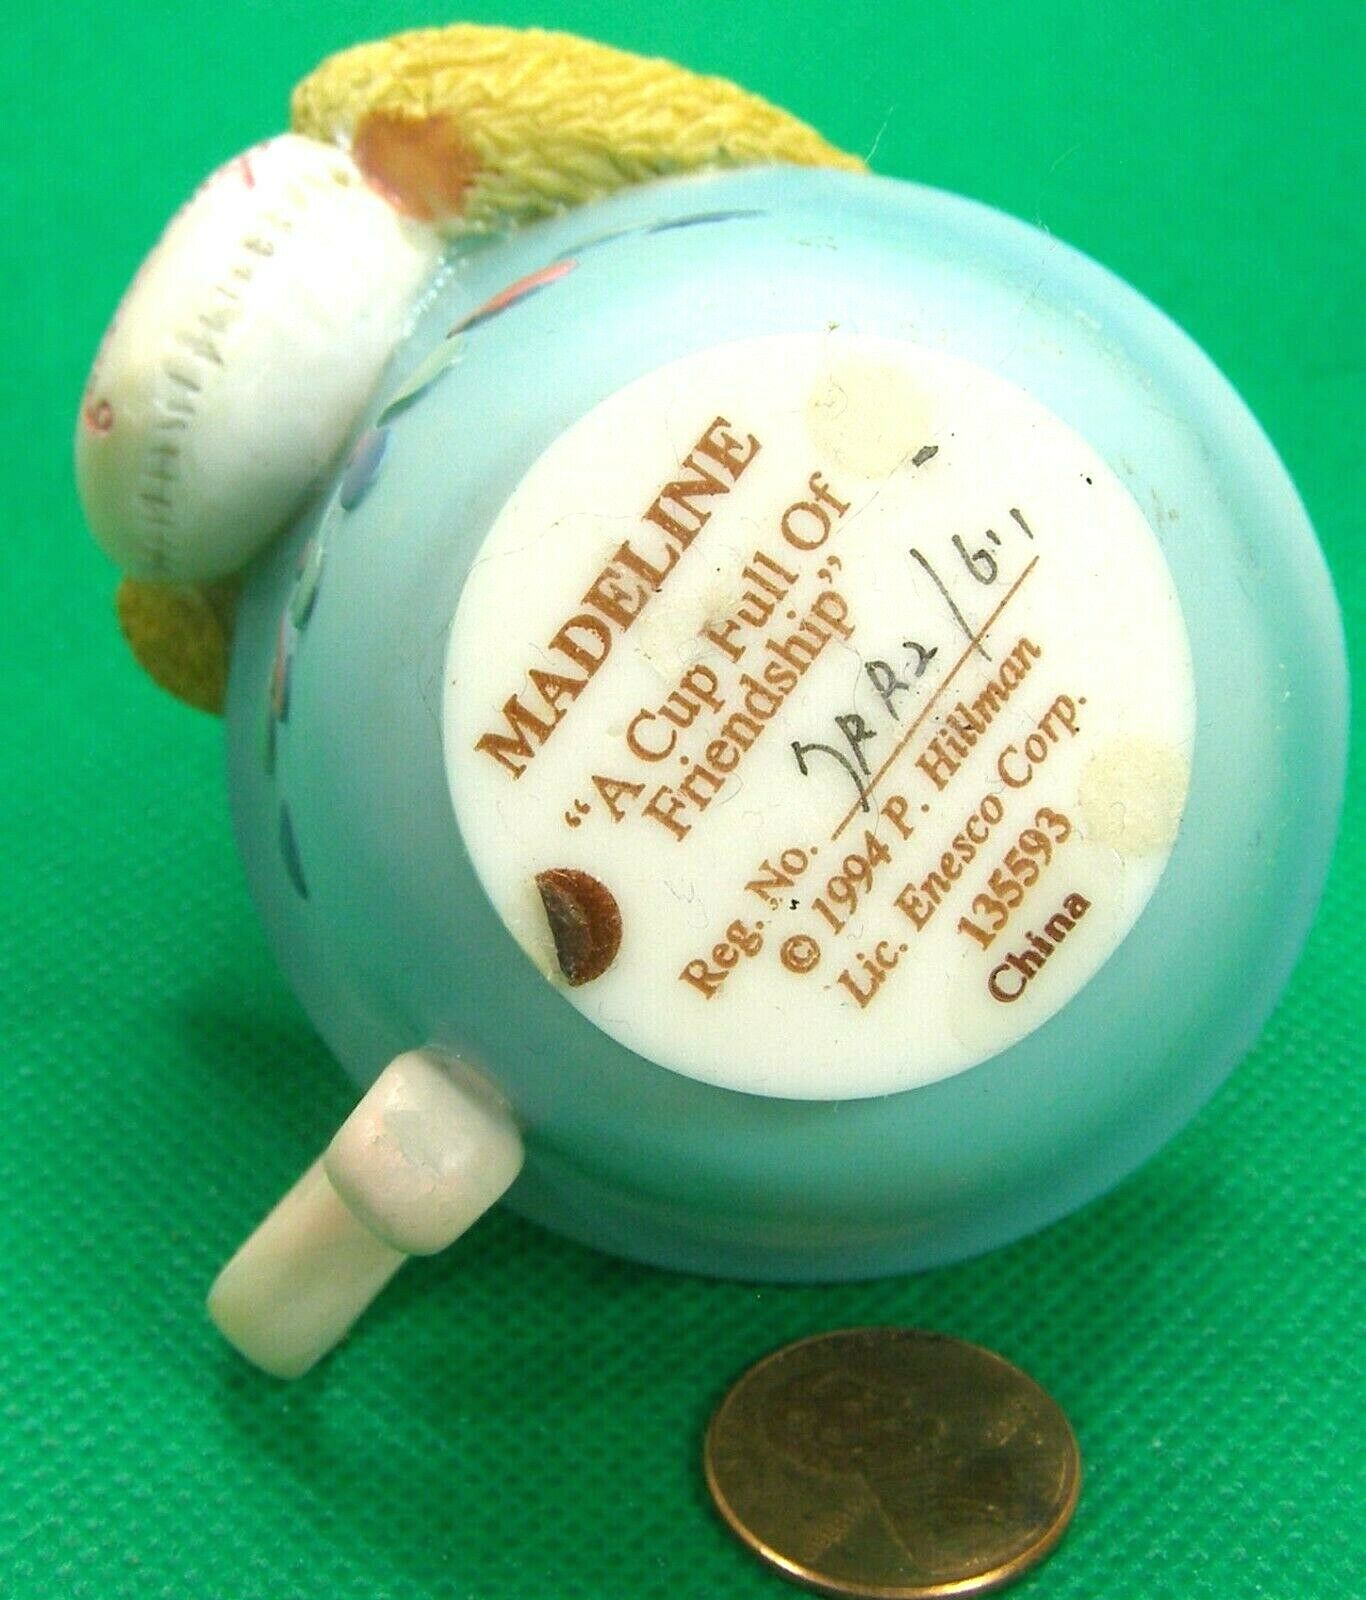 MADELINE
“A Cup Full Of
Friendship”
Reg. No.
© 1994 P. Hillman
Lic. Enesco Corp.
135593
China